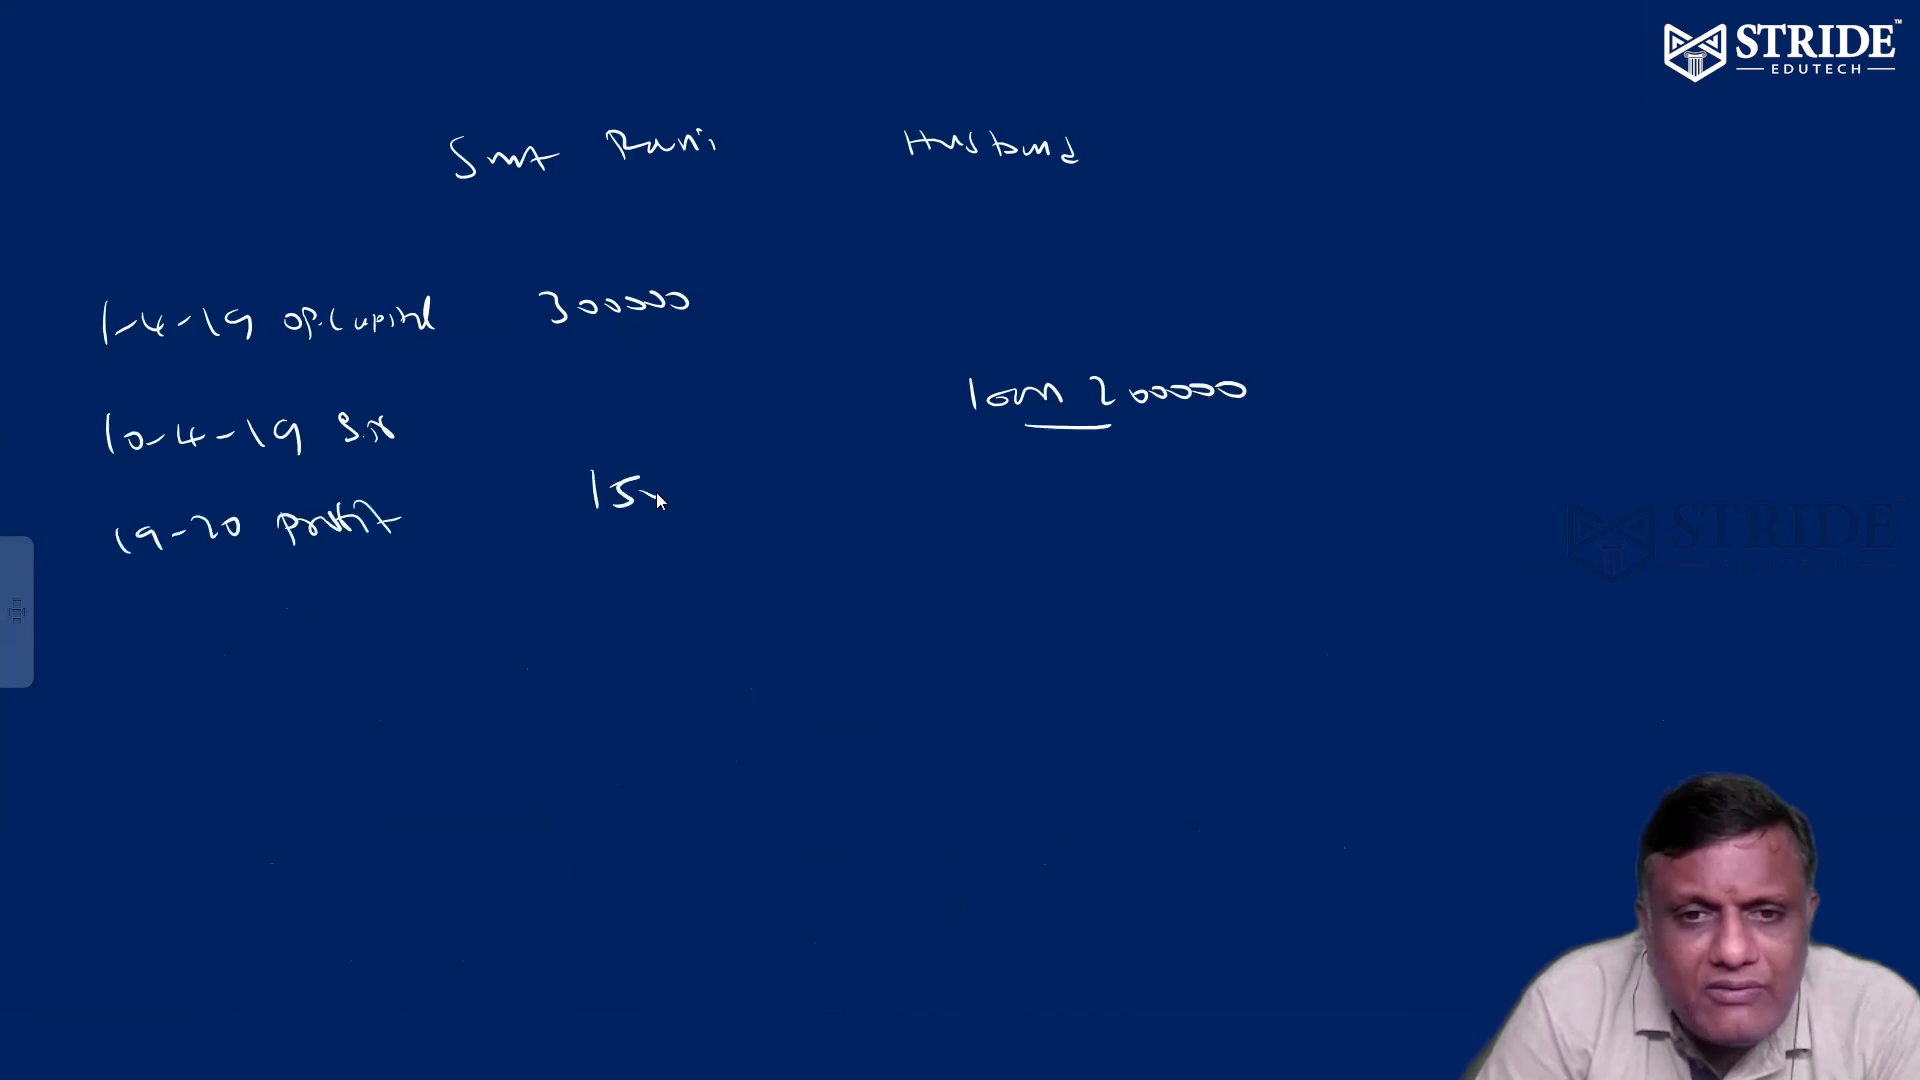 STRIDE™
EDUTECH
Smt Rani Husband
1-4-19 Op.Capital 300000
loan 200000
10-4-19
15
19-20 Profit
STRIDE